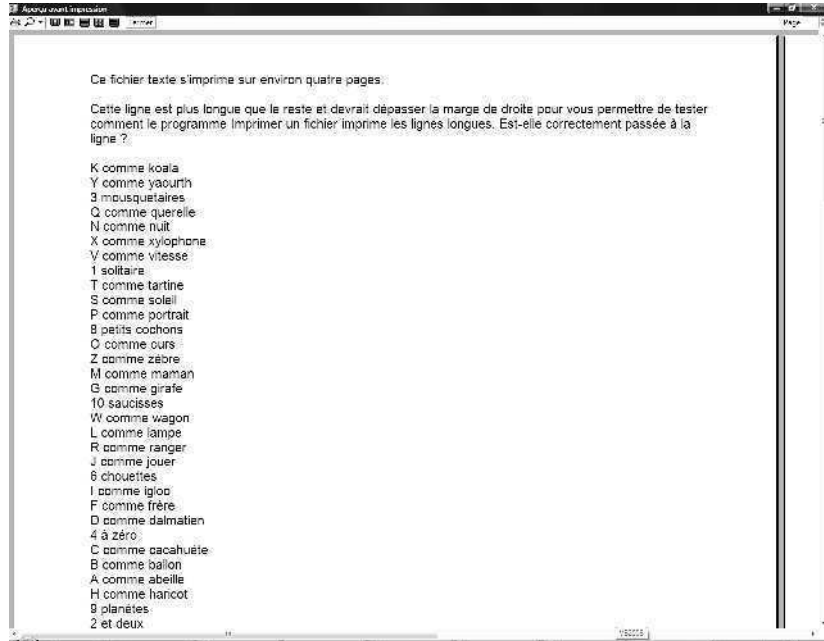 Aperçu avant impression
Fermer
Page
Ce fichier texte s'imprime sur environ quatre pages.
Cette ligne est plus longue que le reste et devrait dépasser la marge de droite pour vous permettre de tester
comment le programme Imprimer un fichier imprime les lignes longues. Est-elle correctement passée à la
ligne ?
K comme koala
Y comme yaourth
3 mousquetaires
Q comme querelle
N comme nuit
X comme xylophone
V comme vitesse
1 solitaire
T comme tartine
S comme soleil
P comme portrait
8 petits cochons
O comme ours
Z comme zèbre
M comme maman
G comme girafe
10 saucisses
W comme wagon
L comme lampe
R comme ranger
J comme jouer
6 chouettes
I comme igloo
F comme frère
D comme dalmatien
4 à zéro
C comme cacahuète
B comme ballon
A comme abeille
H comme haricot
9 planètes
2 et deux